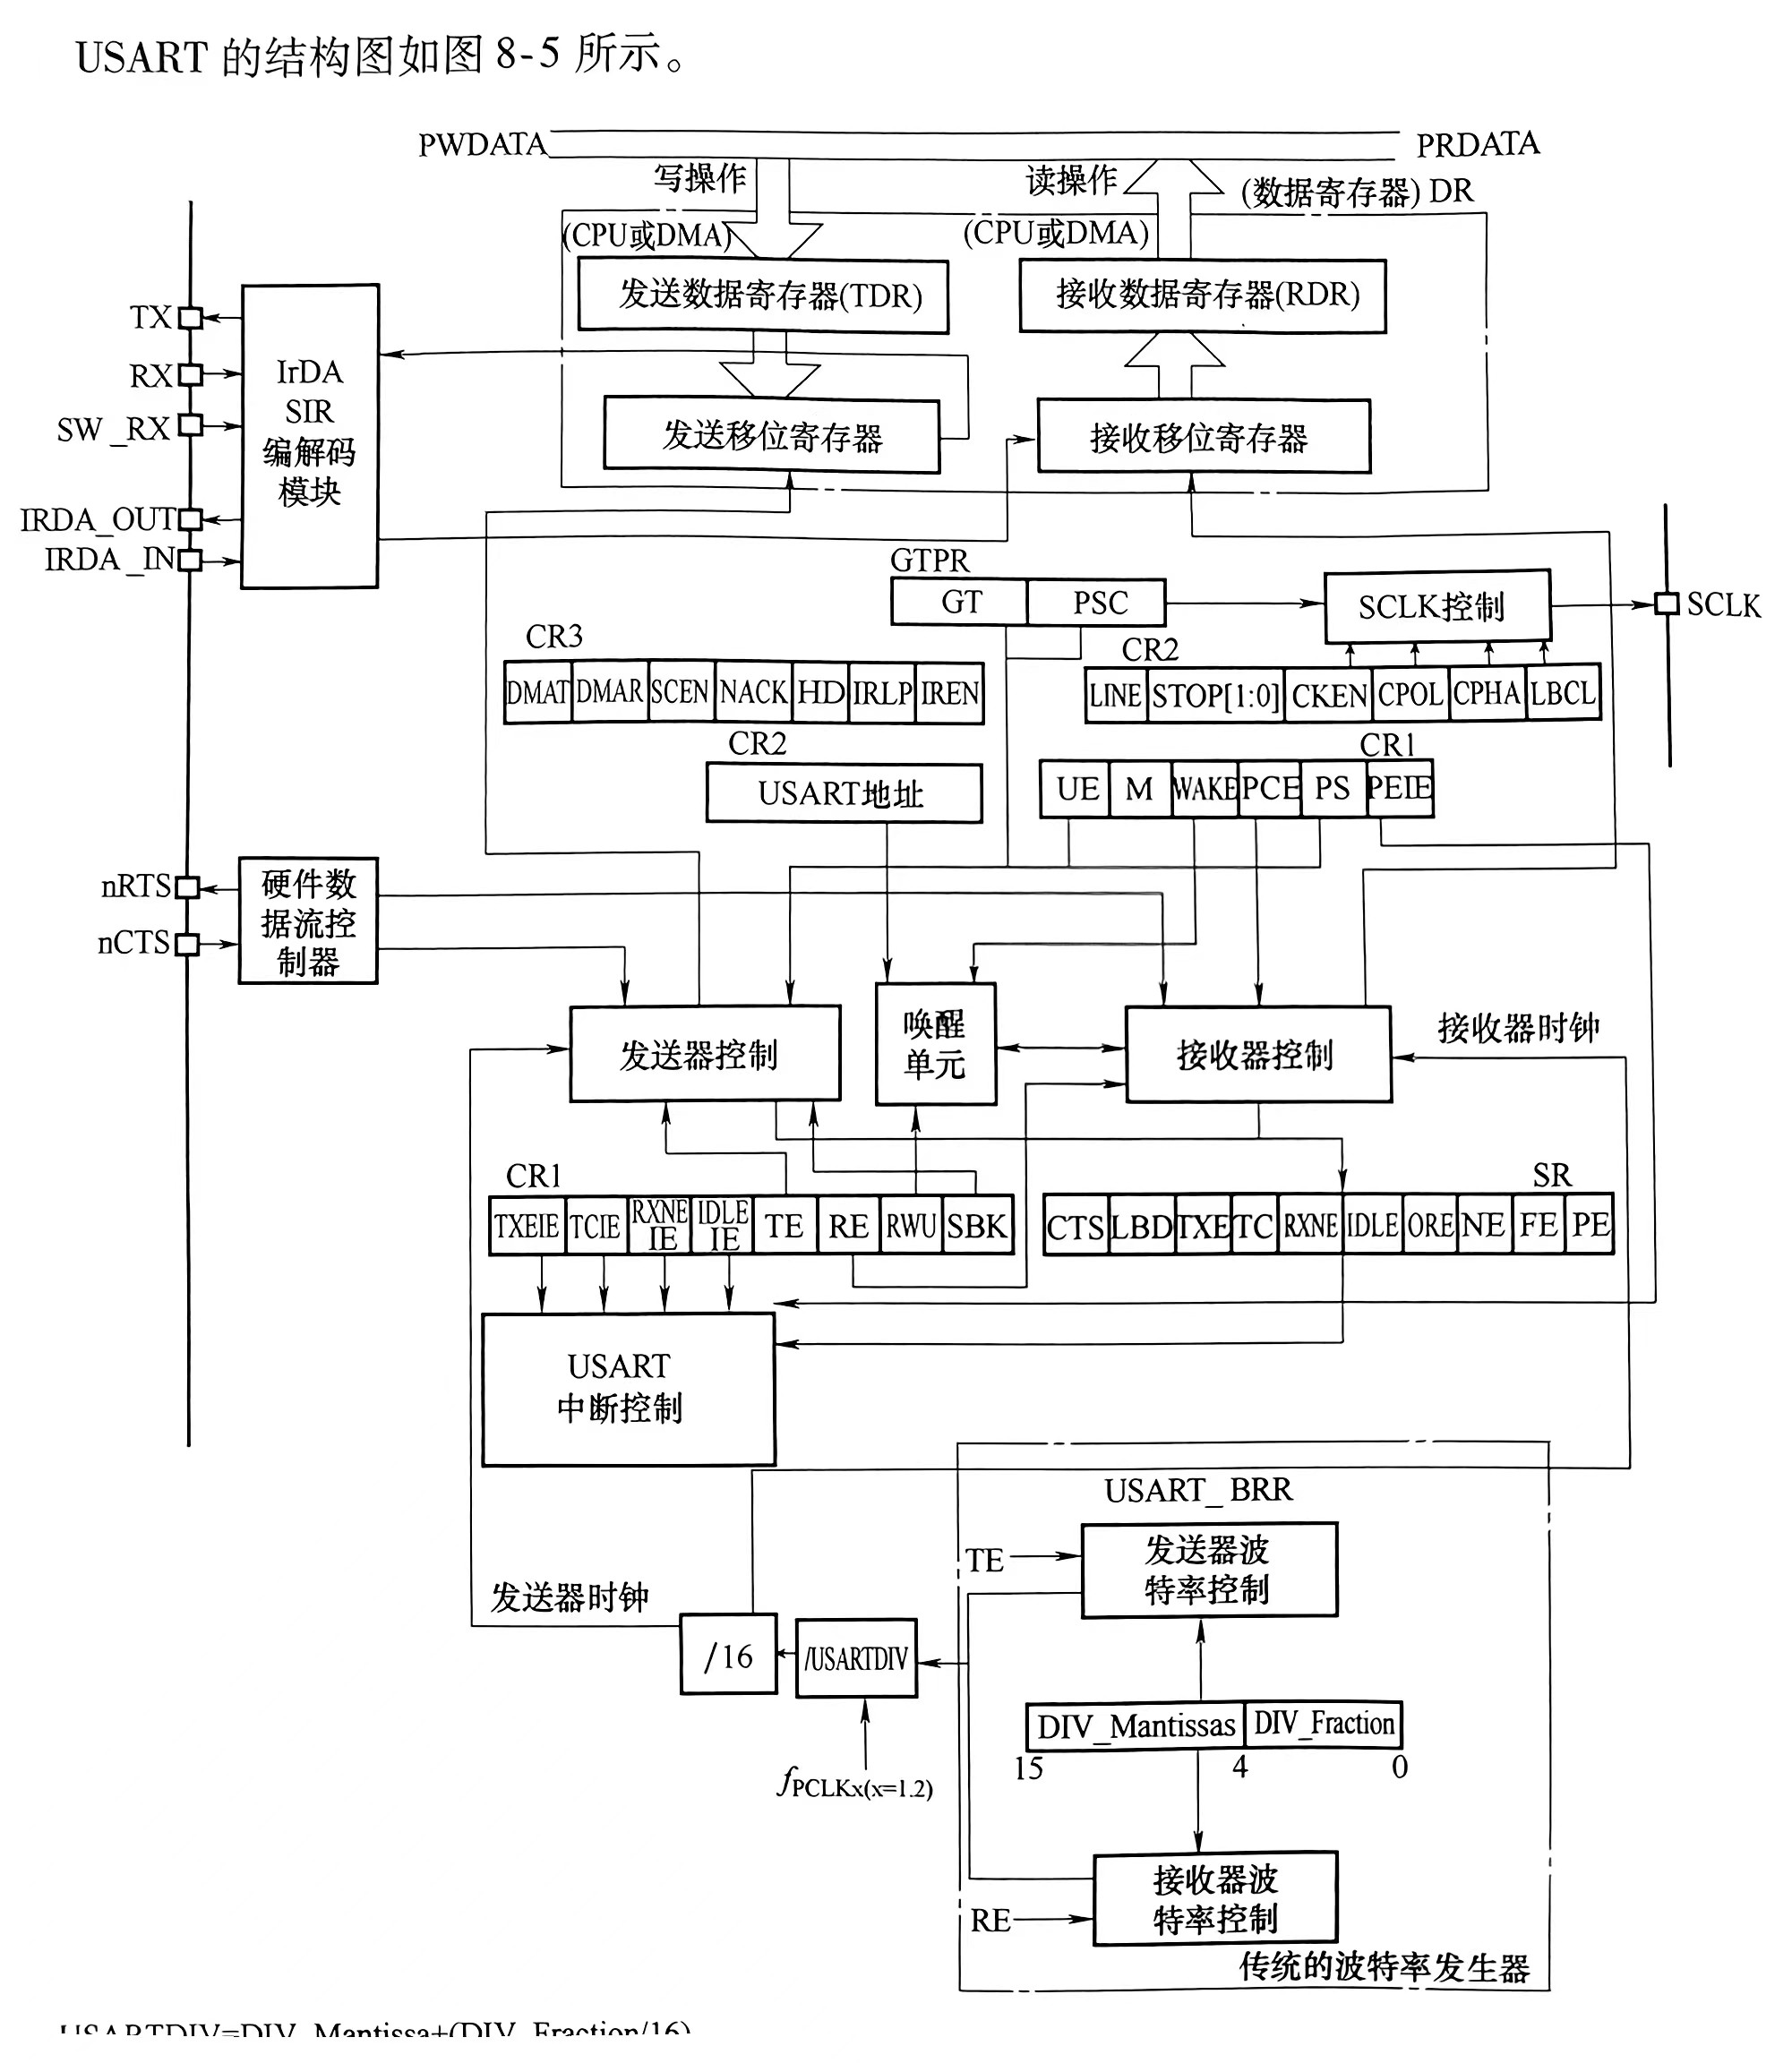 USART 的结构图如图 8-5 所示。
PWDATA
PRDATA
写操作
读操作
(数据寄存器) DR
(CPU或DMA)
(CPU或DMA)
发送数据寄存器(TDR)
接收数据寄存器(RDR)
TX
RX
SW_RX
IRDA_OUT
IRDA_IN
IrDA
SIR
编解码
模块
发送移位寄存器
接收移位寄存器
GTPR
GT
PSC
SCLK控制
SCLK
CR3
DMAT
DMAR
SCEN
NACK
HD
IRLP
IREN
CR2
LINE
STOP[1:0]
CKEN
CPOL
CPHA
LBCL
CR2
USART地址
CR1
UE
M
WAKE
PCE
PS
PEIE
nRTS
nCTS
硬件数
据流控
制器
发送器控制
唤醒
单元
接收器控制
接收器时钟
CR1
TXEIE
TCIE
RXNE
IE
IDLE
IE
TE
RE
RWU
SBK
SR
CTS
LBD
TXE
TC
RXNE
IDLE
ORE
NE
FE
PE
USART
中断控制
USART_BRR
TE
发送器波
特率控制
发送器时钟
/16
/USARTDIV
DIV_Mantissas
DIV_Fraction
15
4
0
fPCLKx(x=1.2)
接收器波
特率控制
RE
传统的波特率发生器
USARTDIV=DIV_Mantissa+(DIV_Fraction/16)